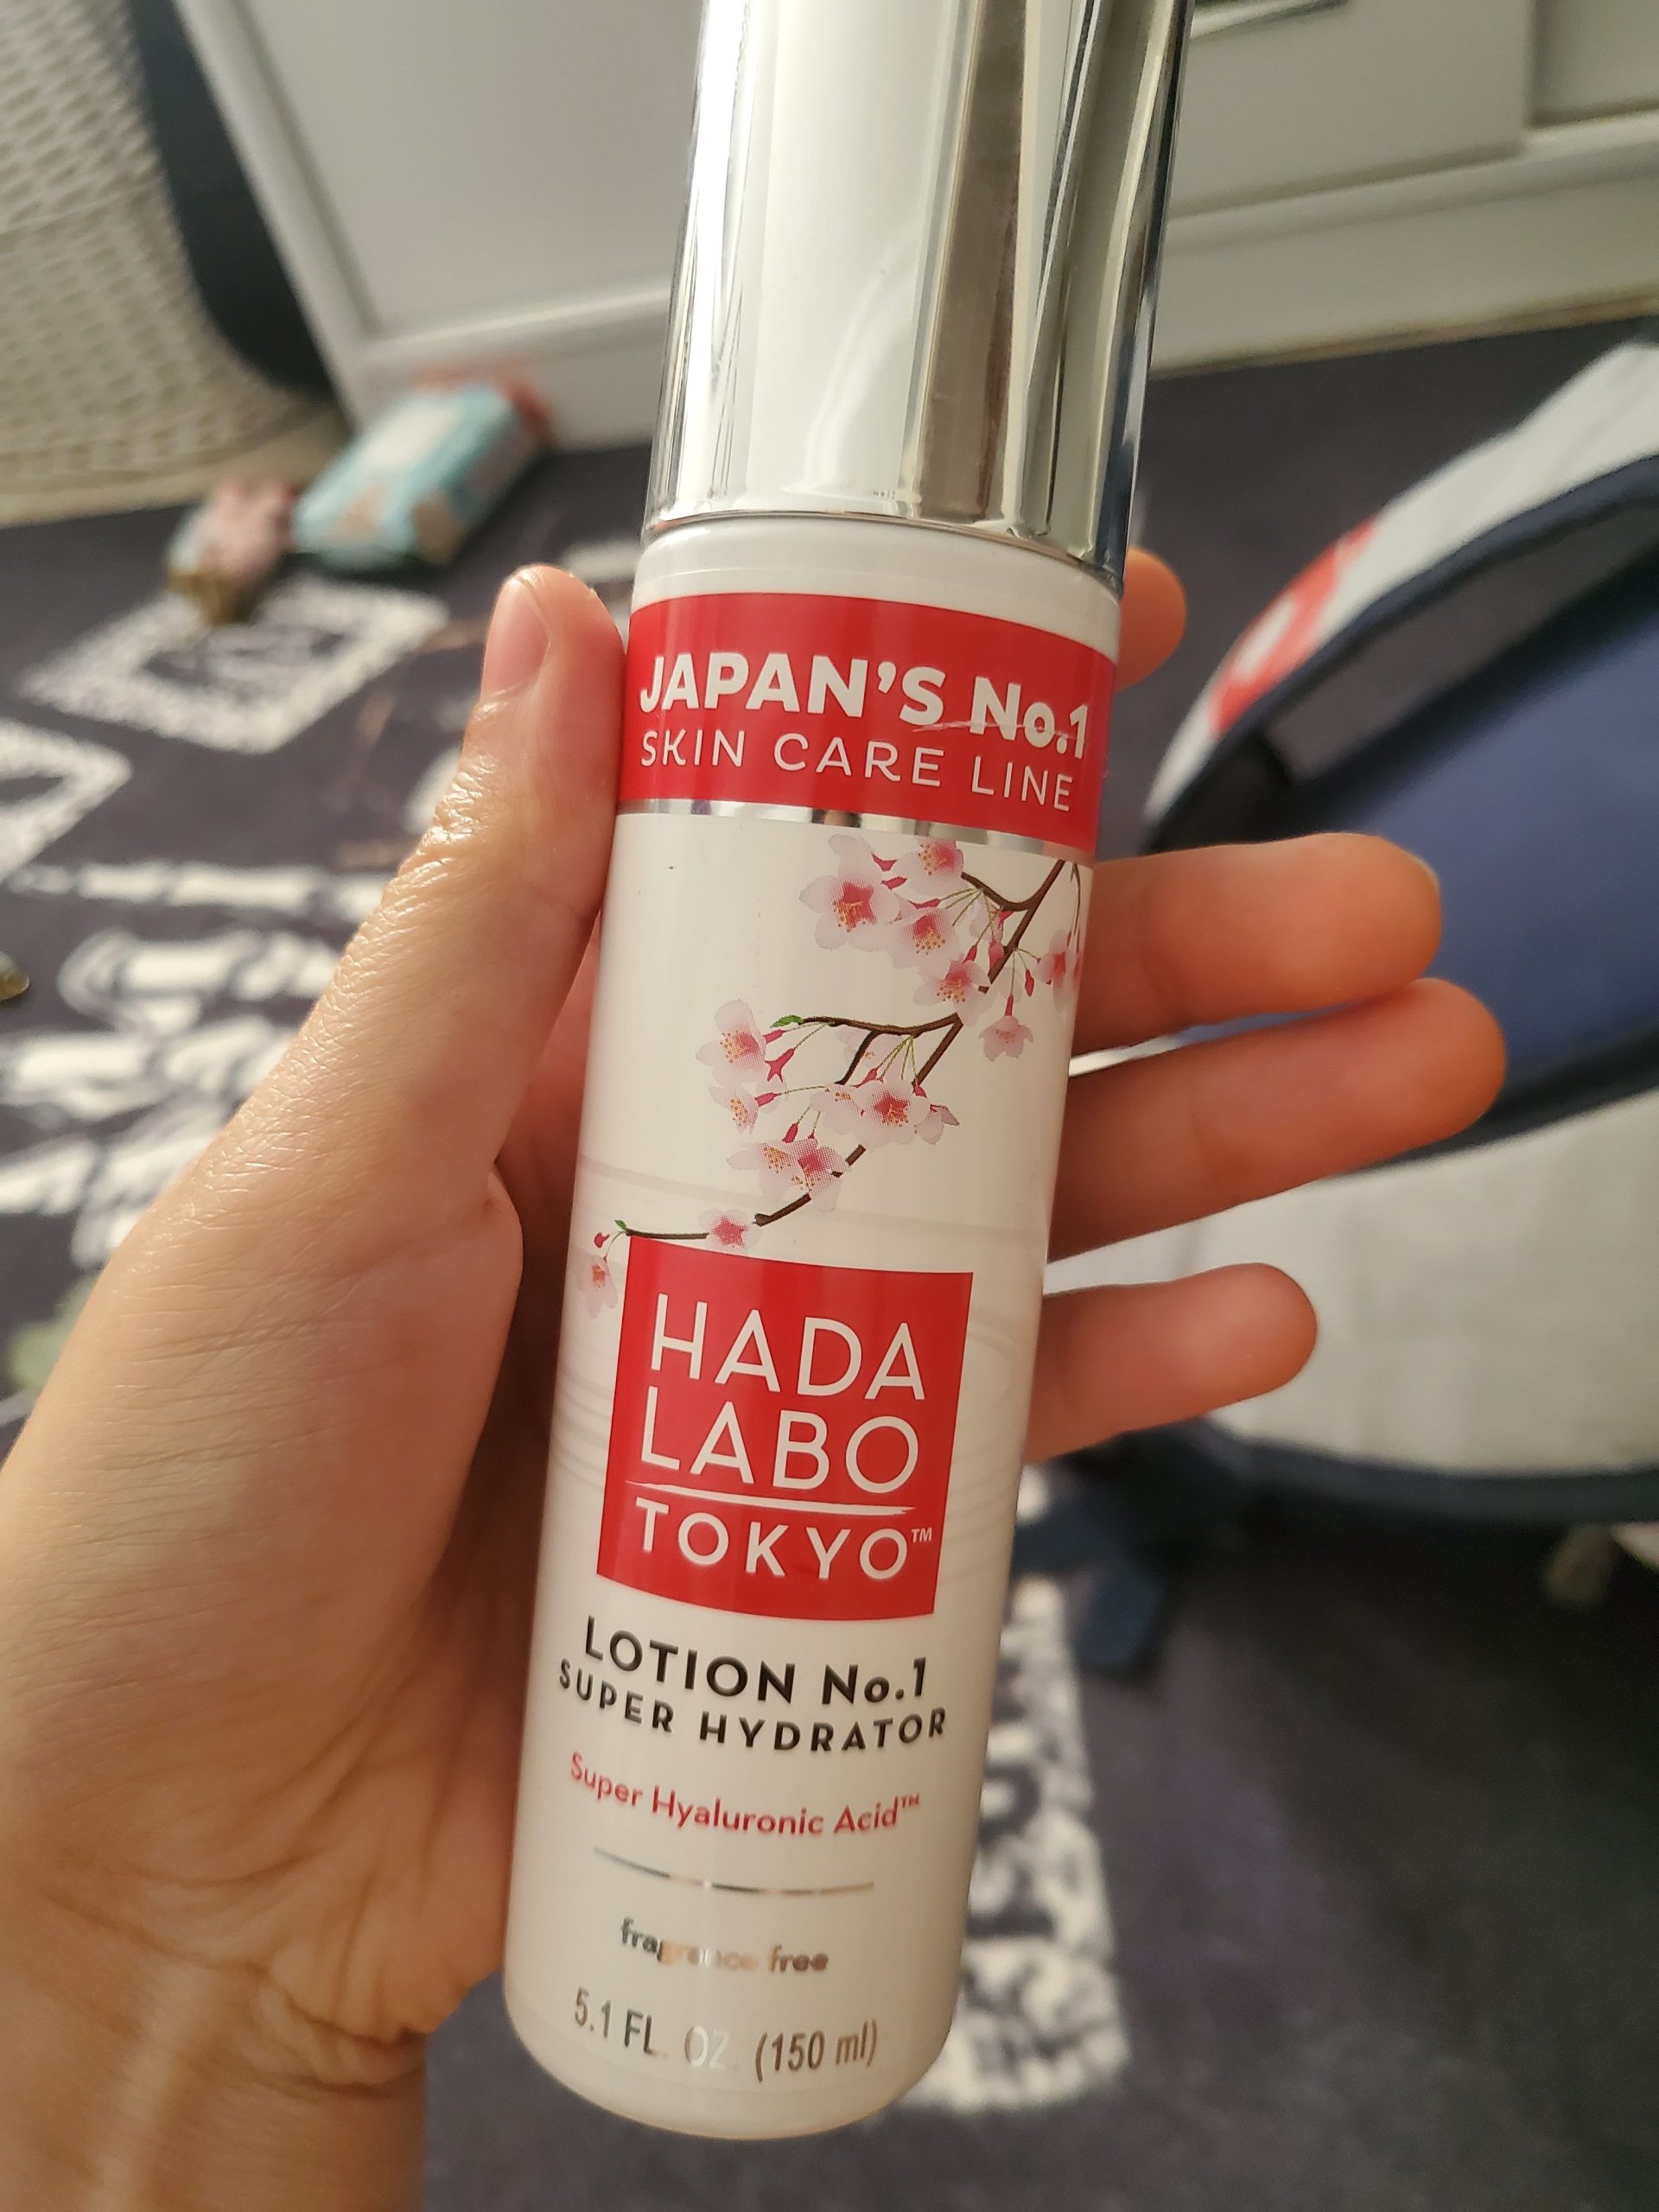 JAPAN'S No.1
SKIN CARE LINE
HADA
LABO
TOKYO™
LOTION No.1
SUPER HYDRATOR
Super Hyaluronic Acid™
fragrance free
5.1 FL. OZ. (150 ml)